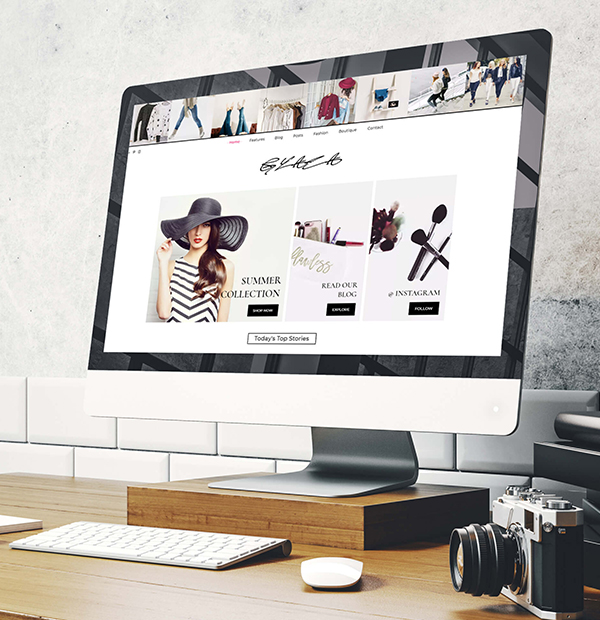 Home Features Blog Posts Fashion Boutique Contact
SUMMER
COLLECTION
SHOP NOW
flawless
READ OUR
BLOG
EXPLORE
@ INSTAGRAM
FOLLOW
Today's Top Stories